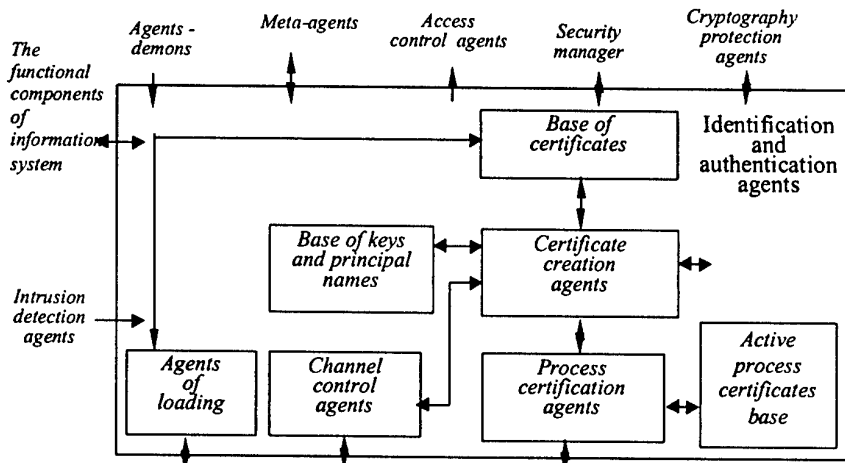 Agents -
demons
Meta-agents
Access
control agents
Security
manager
Cryptography
protection
agents
The
functional
components
of
information
system
Base of
certificates
Identification
and
authentication
agents
Base of keys
and principal
names
Certificate
creation
agents
Intrusion
detection
agents
Agents
of
loading
Channel
control
agents
Process
certification
agents
Active
process
certificates
base